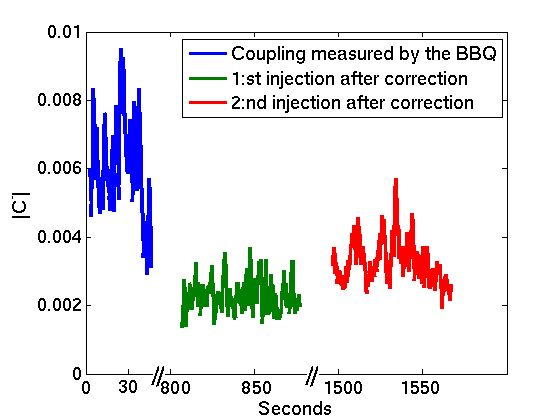 0.01
0.008
0.006
0.004
0.002
0
|C⁻|
Coupling measured by the BBQ
1:st injection after correction
2:nd injection after correction
0 30 // 800 850 // 1500 1550
Seconds